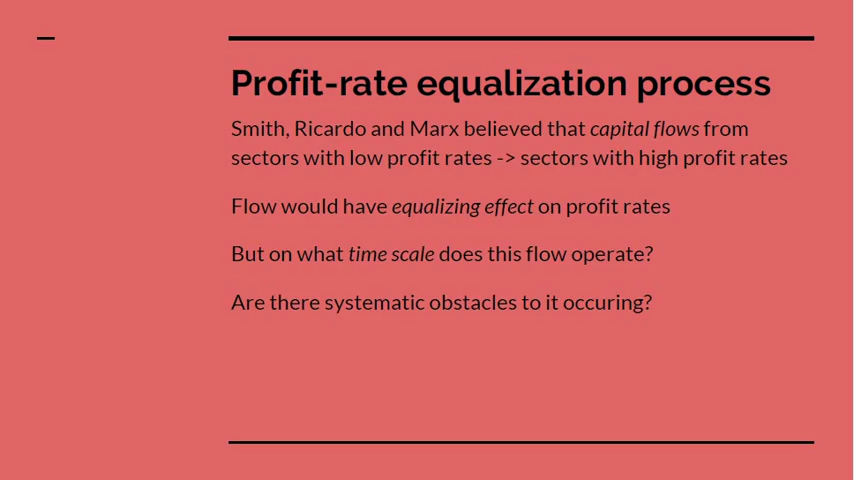 Profit-rate equalization process
Smith, Ricardo and Marx believed that capital flows from
sectors with low profit rates -> sectors with high profit rates
Flow would have equalizing effect on profit rates
But on what time scale does this flow operate?
Are there systematic obstacles to it occuring?